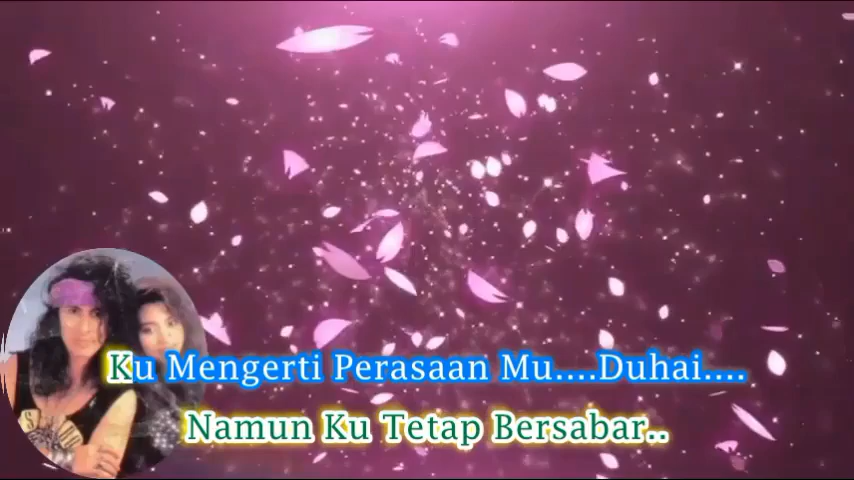 Ku Mengerti Perasaan Mu....Duhai....
Namun Ku Tetap Bersabar..